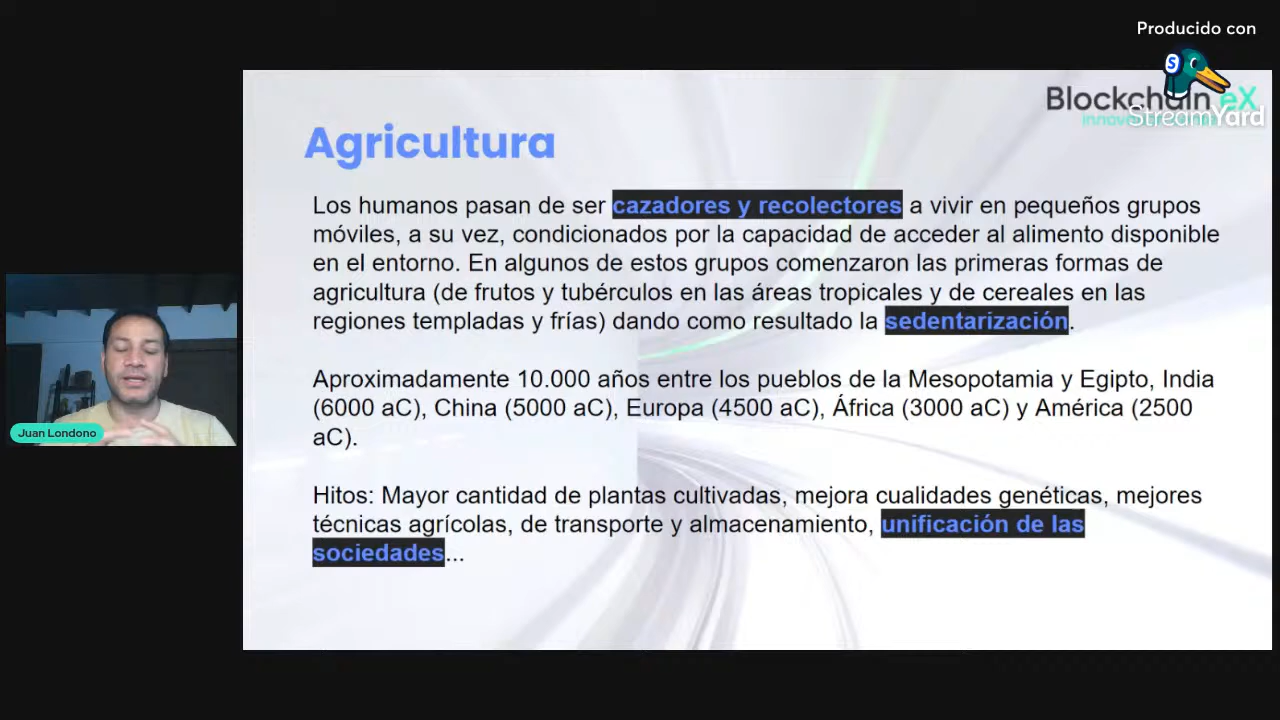 Producido con
StreamYard
Blockchain eX
Agricultura
Los humanos pasan de ser cazadores y recolectores a vivir en pequeños grupos
móviles, a su vez, condicionados por la capacidad de acceder al alimento disponible
en el entorno. En algunos de estos grupos comenzaron las primeras formas de
agricultura (de frutos y tubérculos en las áreas tropicales y de cereales en las
regiones templadas y frías) dando como resultado la sedentarización.
Aproximadamente 10.000 años entre los pueblos de la Mesopotamia y Egipto, India
(6000 aC), China (5000 aC), Europa (4500 aC), África (3000 aC) y América (2500
aC).
Hitos: Mayor cantidad de plantas cultivadas, mejora cualidades genéticas, mejores
técnicas agrícolas, de transporte y almacenamiento, unificación de las
sociedades...
Juan Londono